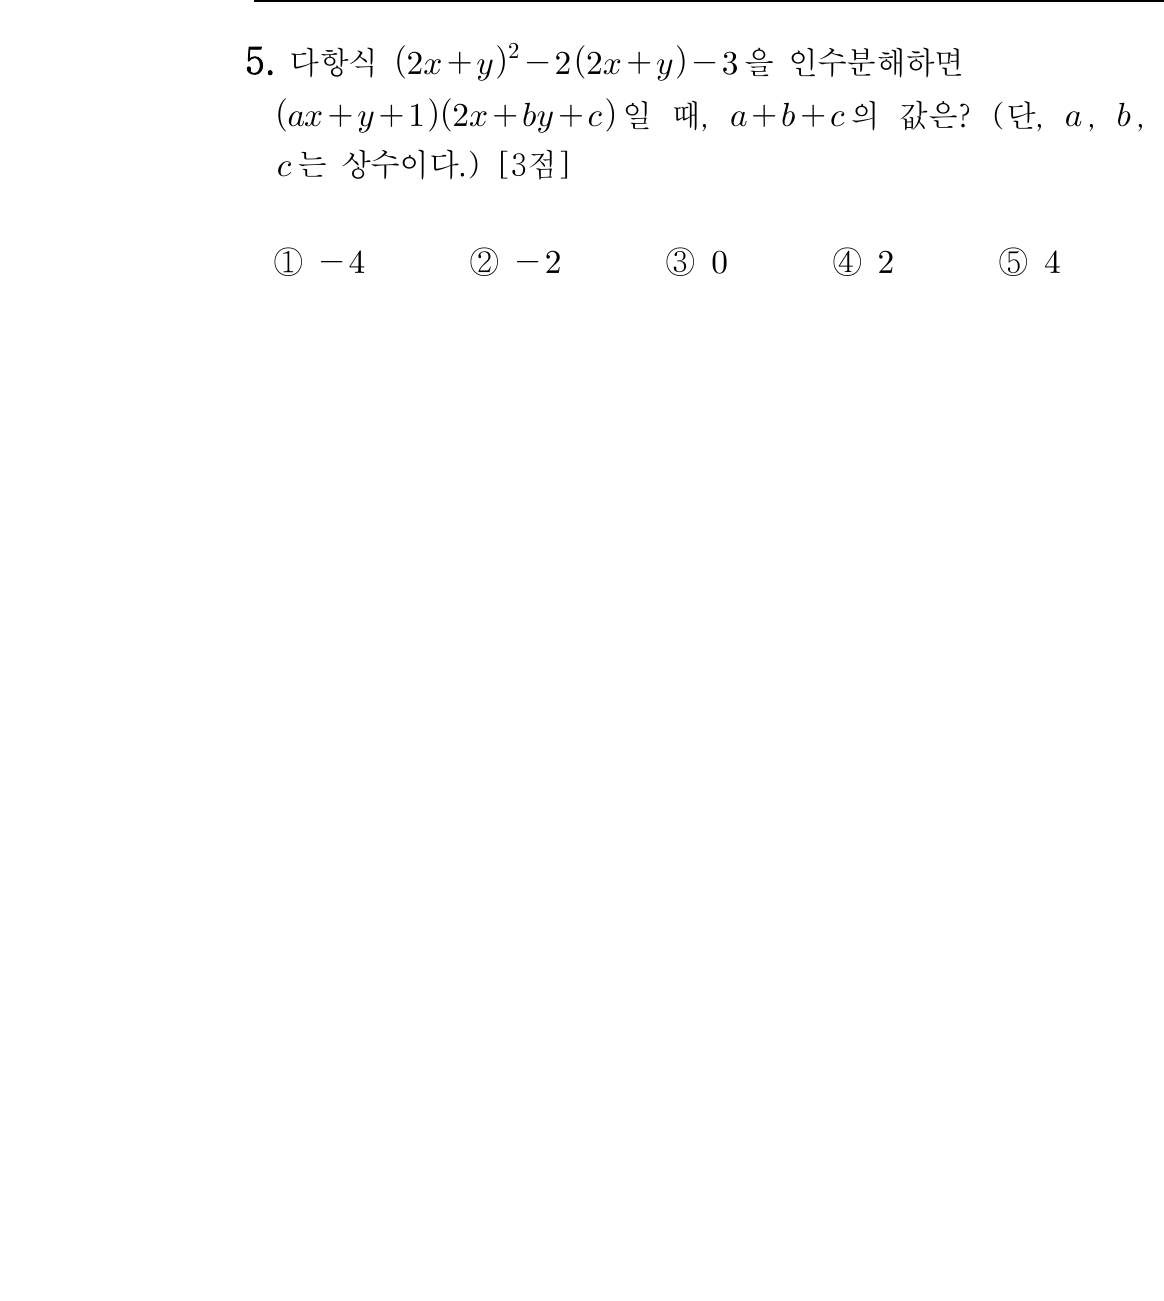 5. 다항식 (2x+y)²-2(2x+y)-3을 인수분해하면
(ax+y+1)(2x+by+c)일 때, a+b+c의 값은? (단, a, b,
c는 상수이다.) [3점]
① -4 ② -2 ③ 0 ④ 2 ⑤ 4